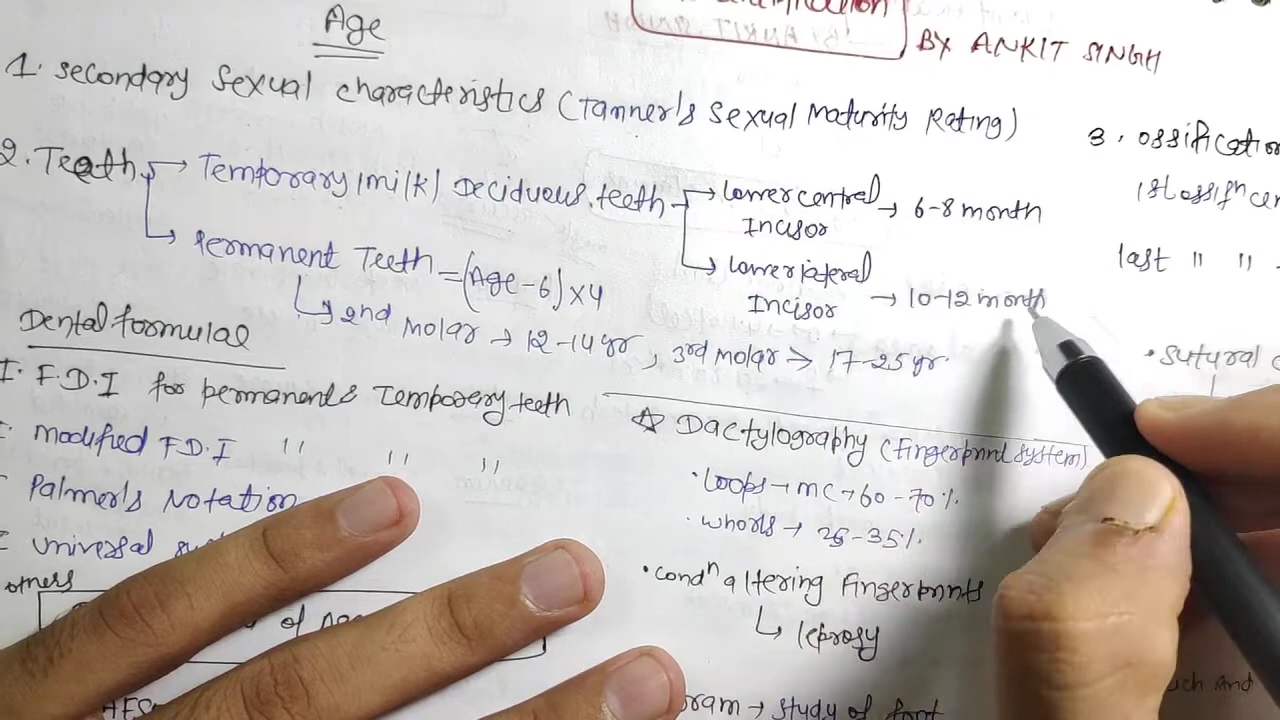 Age
BY ANKIT SINGH
1. secondary sexual characteristics (Tanner's sexual maturity Rating)
2. Teeth → Temporary/milk/ Deciduous teeth → lower central Incisor → 6-8 month
→ lower lateral Incisor → 10-12 month
↳ Permanent Teeth = (Age-6)×4
↳ 2nd molar → 12-14 yr, 3rd molar → 17-25 yr.
Dental formulae
I. F.D.I for permanent & Temporary teeth
modified F.D.I " " "
Palmer's Notation
universal
others
of
3. ossification
last " "
• sutural
☆ Dactylography (Fingerprint system)
• loops → mc → 60-70%
• whorls → 25-35%
• condn altering Fingerprints
↳ leprosy
→ study of foot
And